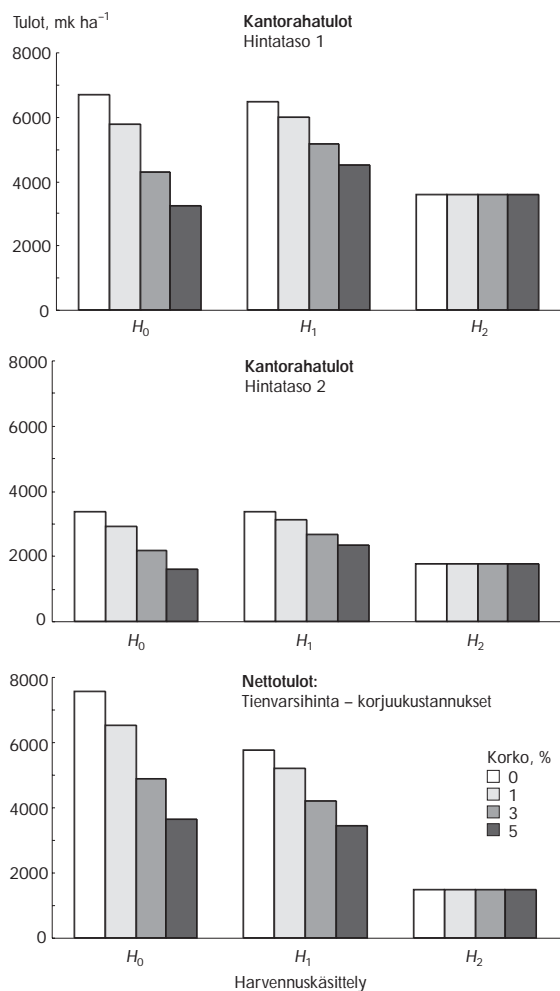 Tulot, mk ha⁻¹
Kantorahatulot
Hintataso 1
8000
6000
4000
2000
0
H₀
H₁
H₂
Kantorahatulot
Hintataso 2
8000
6000
4000
2000
0
H₀
H₁
H₂
Nettotulot:
Tienvarsihinta – korjuukustannukset
8000
6000
4000
2000
0
Korko, %
0
1
3
5
H₀
H₁
H₂
Harvennuskäsittely